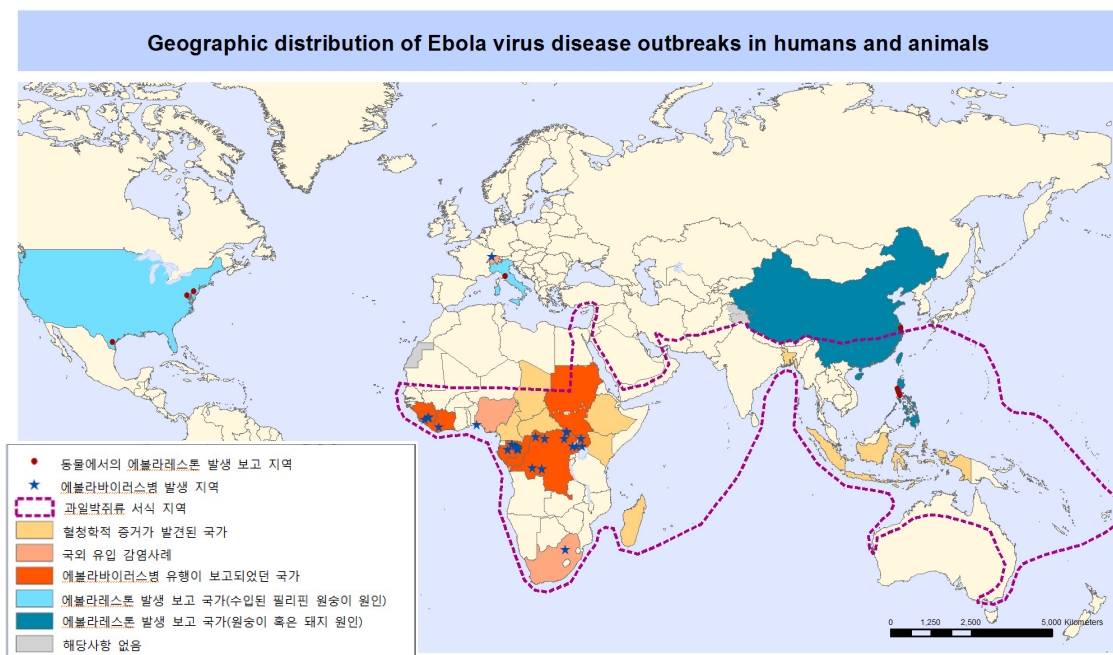 Geographic distribution of Ebola virus disease outbreaks in humans and animals
동물에서의 에볼라레스톤 발생 보고 지역
에볼라바이러스병 발생 지역
과일박쥐류 서식 지역
혈청학적 증거가 발견된 국가
국외 유입 감염사례
에볼라바이러스병 유행이 보고되었던 국가
에볼라레스톤 발생 보고 국가(수입된 필리핀 원숭이 원인)
에볼라레스톤 발생 보고 국가(원숭이 혹은 돼지 원인)
해당사항 없음
0 1,250 2,500 5,000 Kilometers